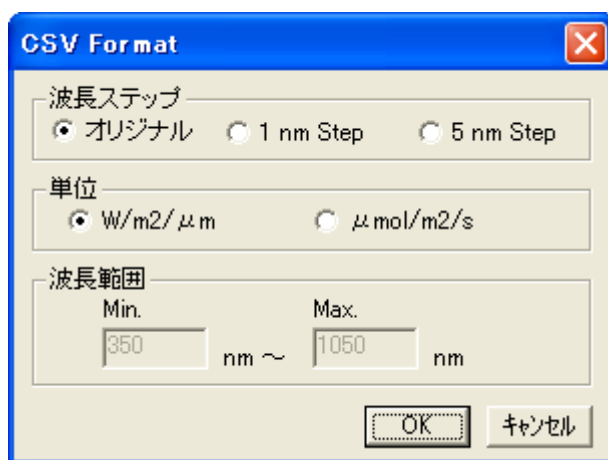 CSV Format
波長ステップ
オリジナル 1 nm Step 5 nm Step
単位
W/m2/μm μmol/m2/s
波長範囲
Min. Max.
350 nm ～ 1050 nm
OK キャンセル